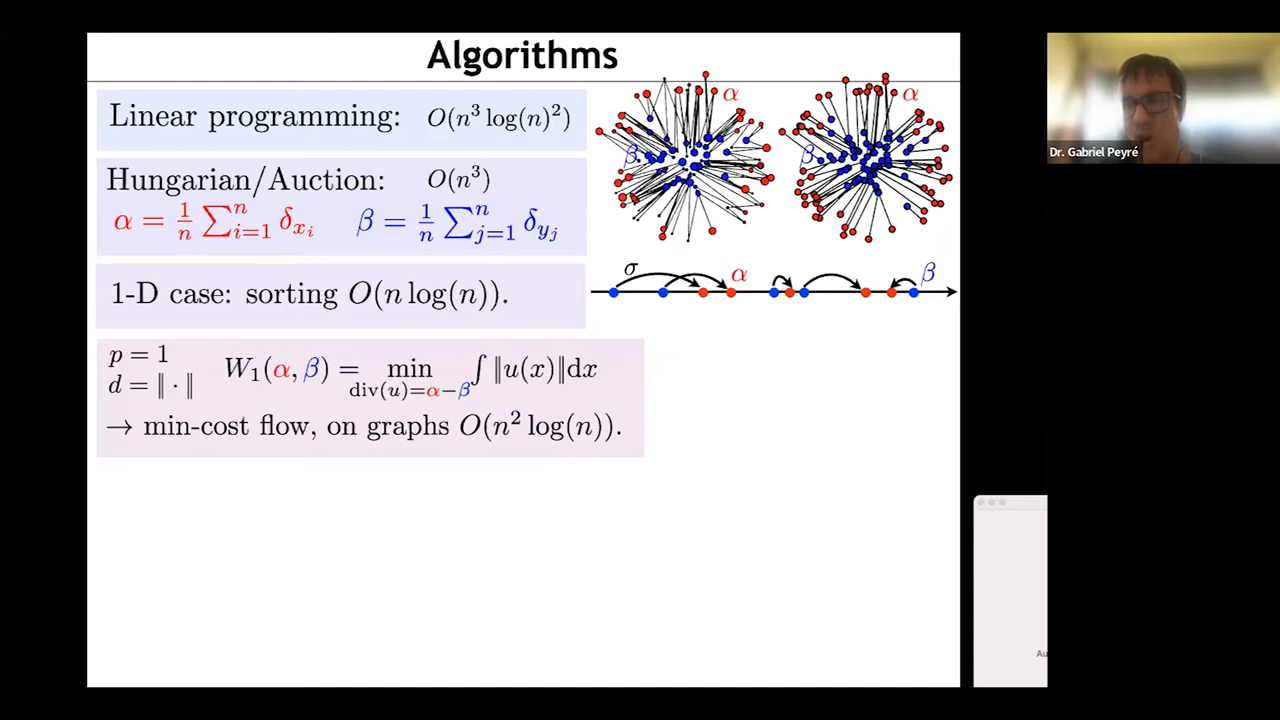 Algorithms
Linear programming: O(n³ log(n)²)
Hungarian/Auction: O(n³)
α = 1/n ∑ⁿᵢ₌₁ δₓᵢ β = 1/n ∑ⁿⱼ₌₁ δ_yⱼ
1-D case: sorting O(n log(n)).
p = 1
d = ‖ · ‖
W₁(α, β) = min ∫ ‖u(x)‖dx
div(u)=α−β
→ min-cost flow, on graphs O(n² log(n)).
α
β
α
β
σ
α
β
Dr. Gabriel Peyré
Au